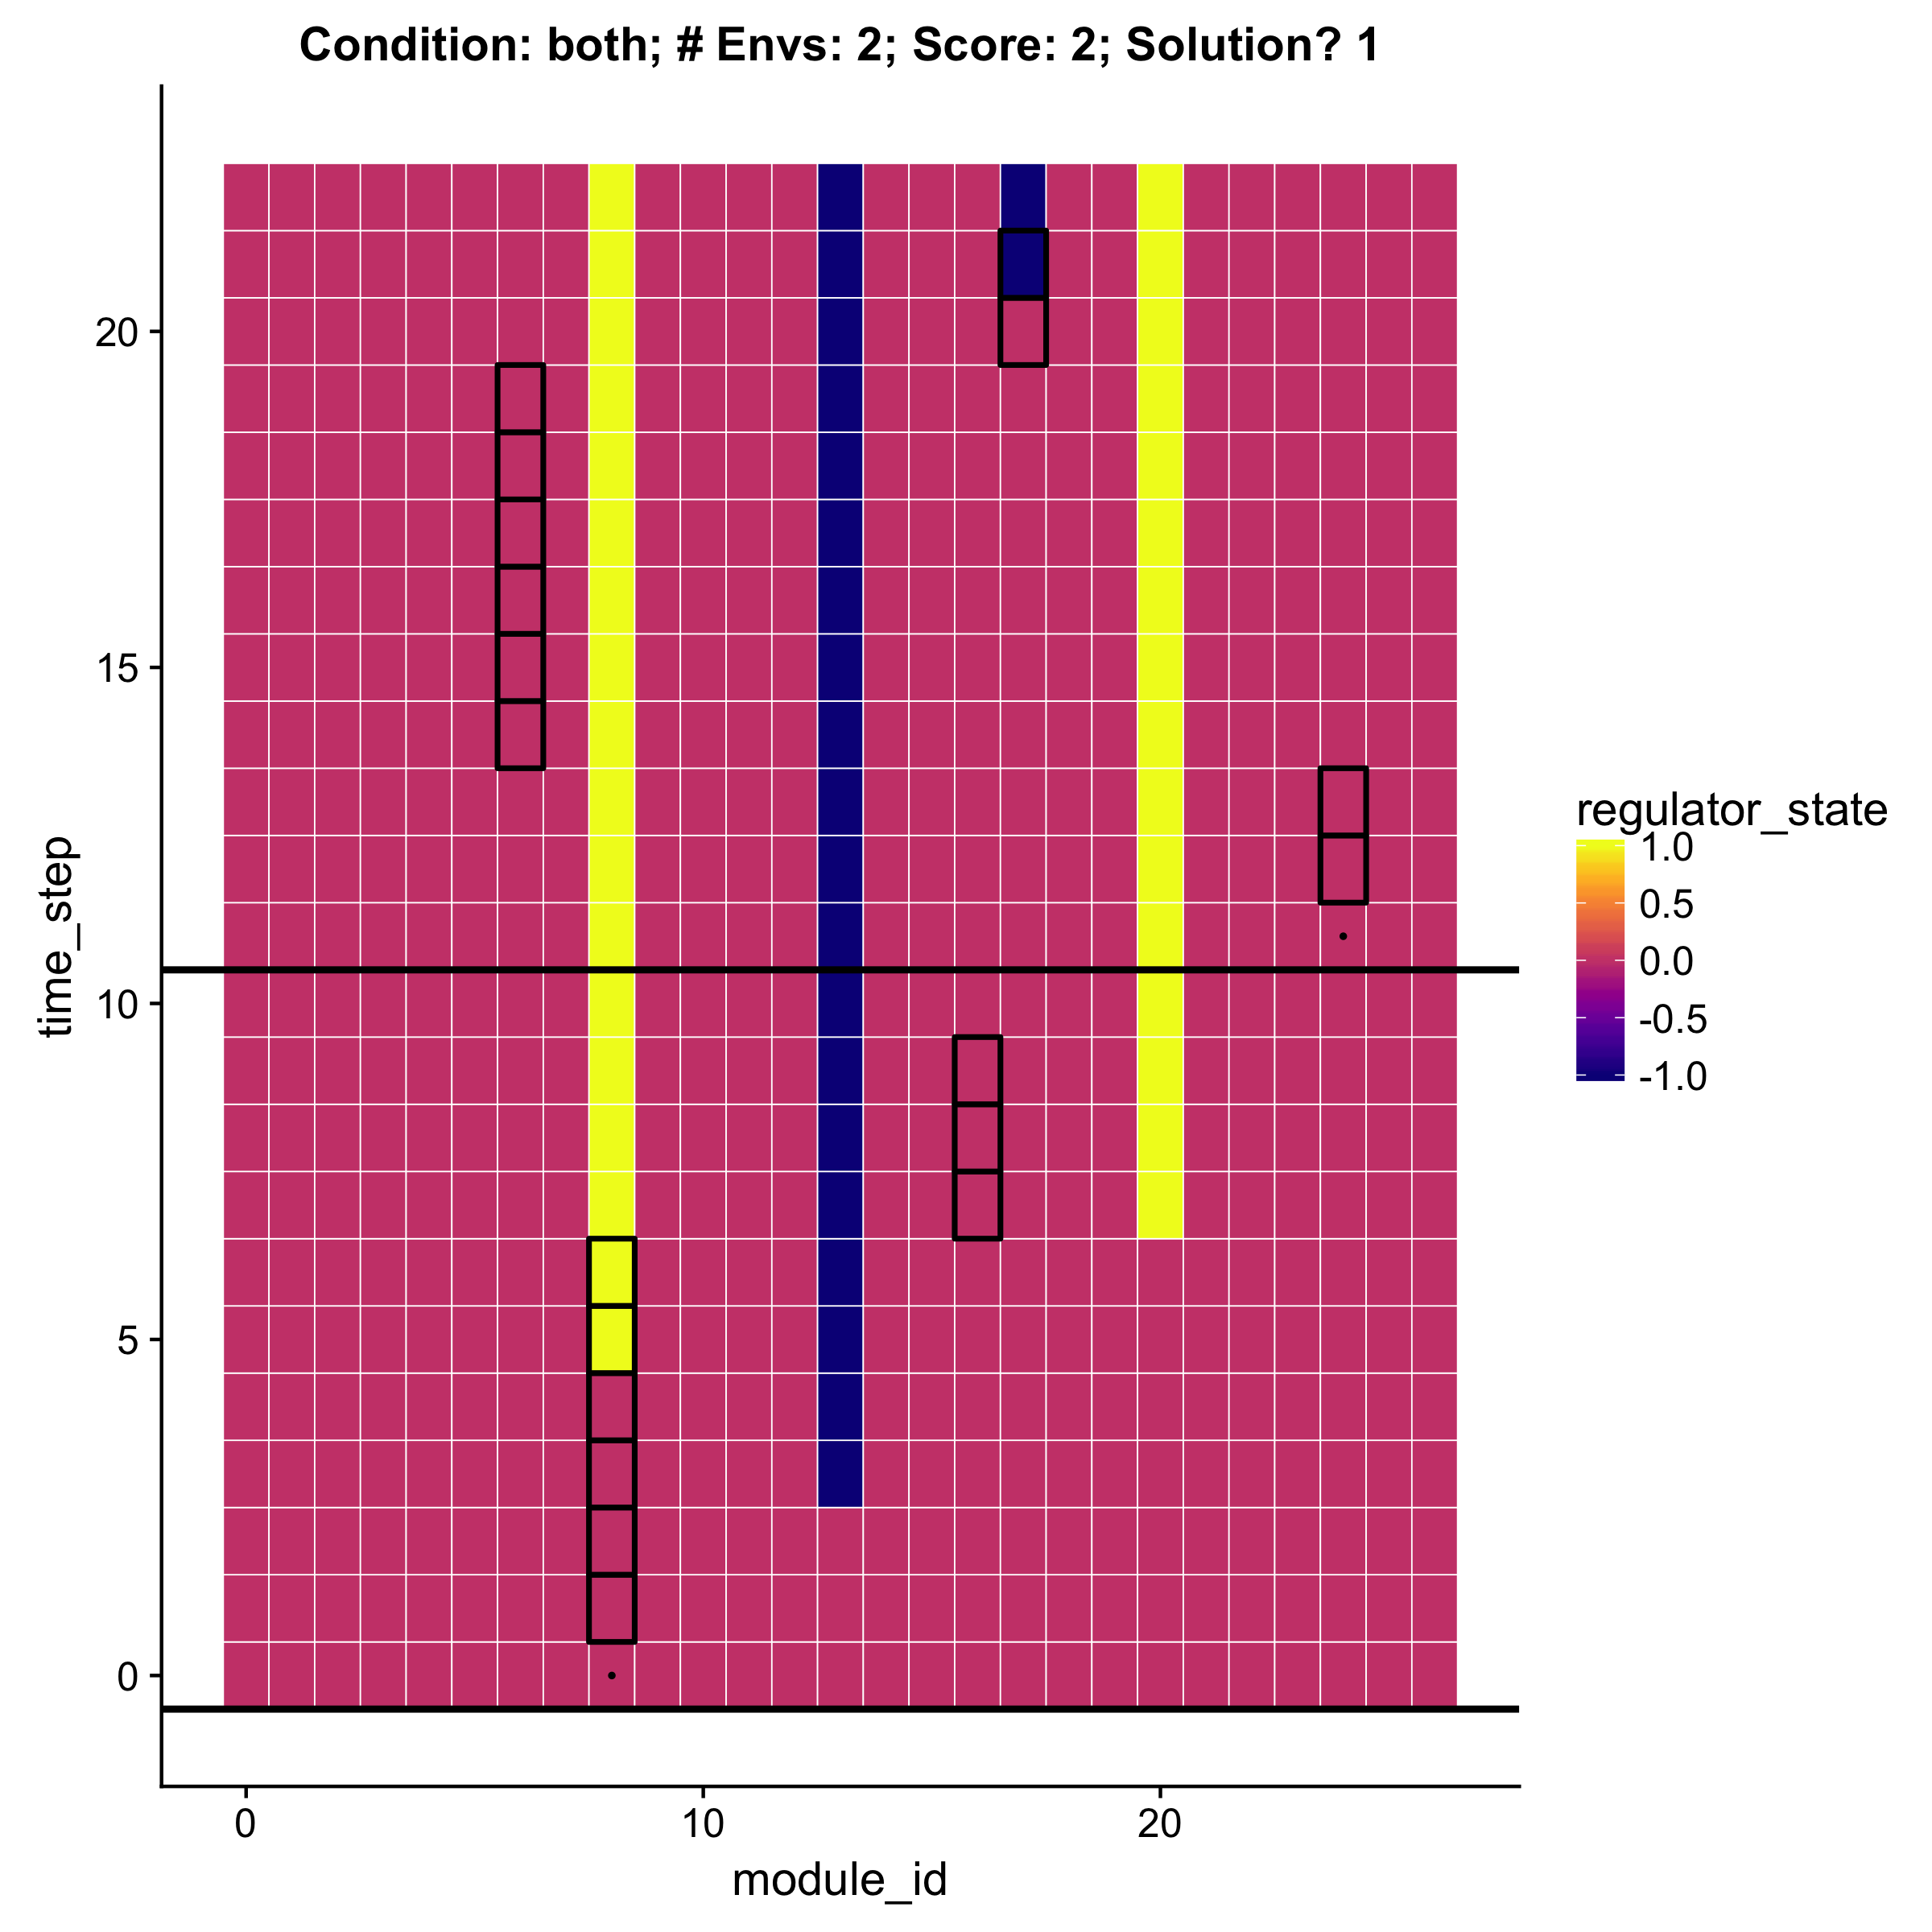 Condition: both; # Envs: 2; Score: 2; Solution? 1
time_step
20
15
10
5
0
0 10 20
module_id
regulator_state
1.0
0.5
0.0
-0.5
-1.0